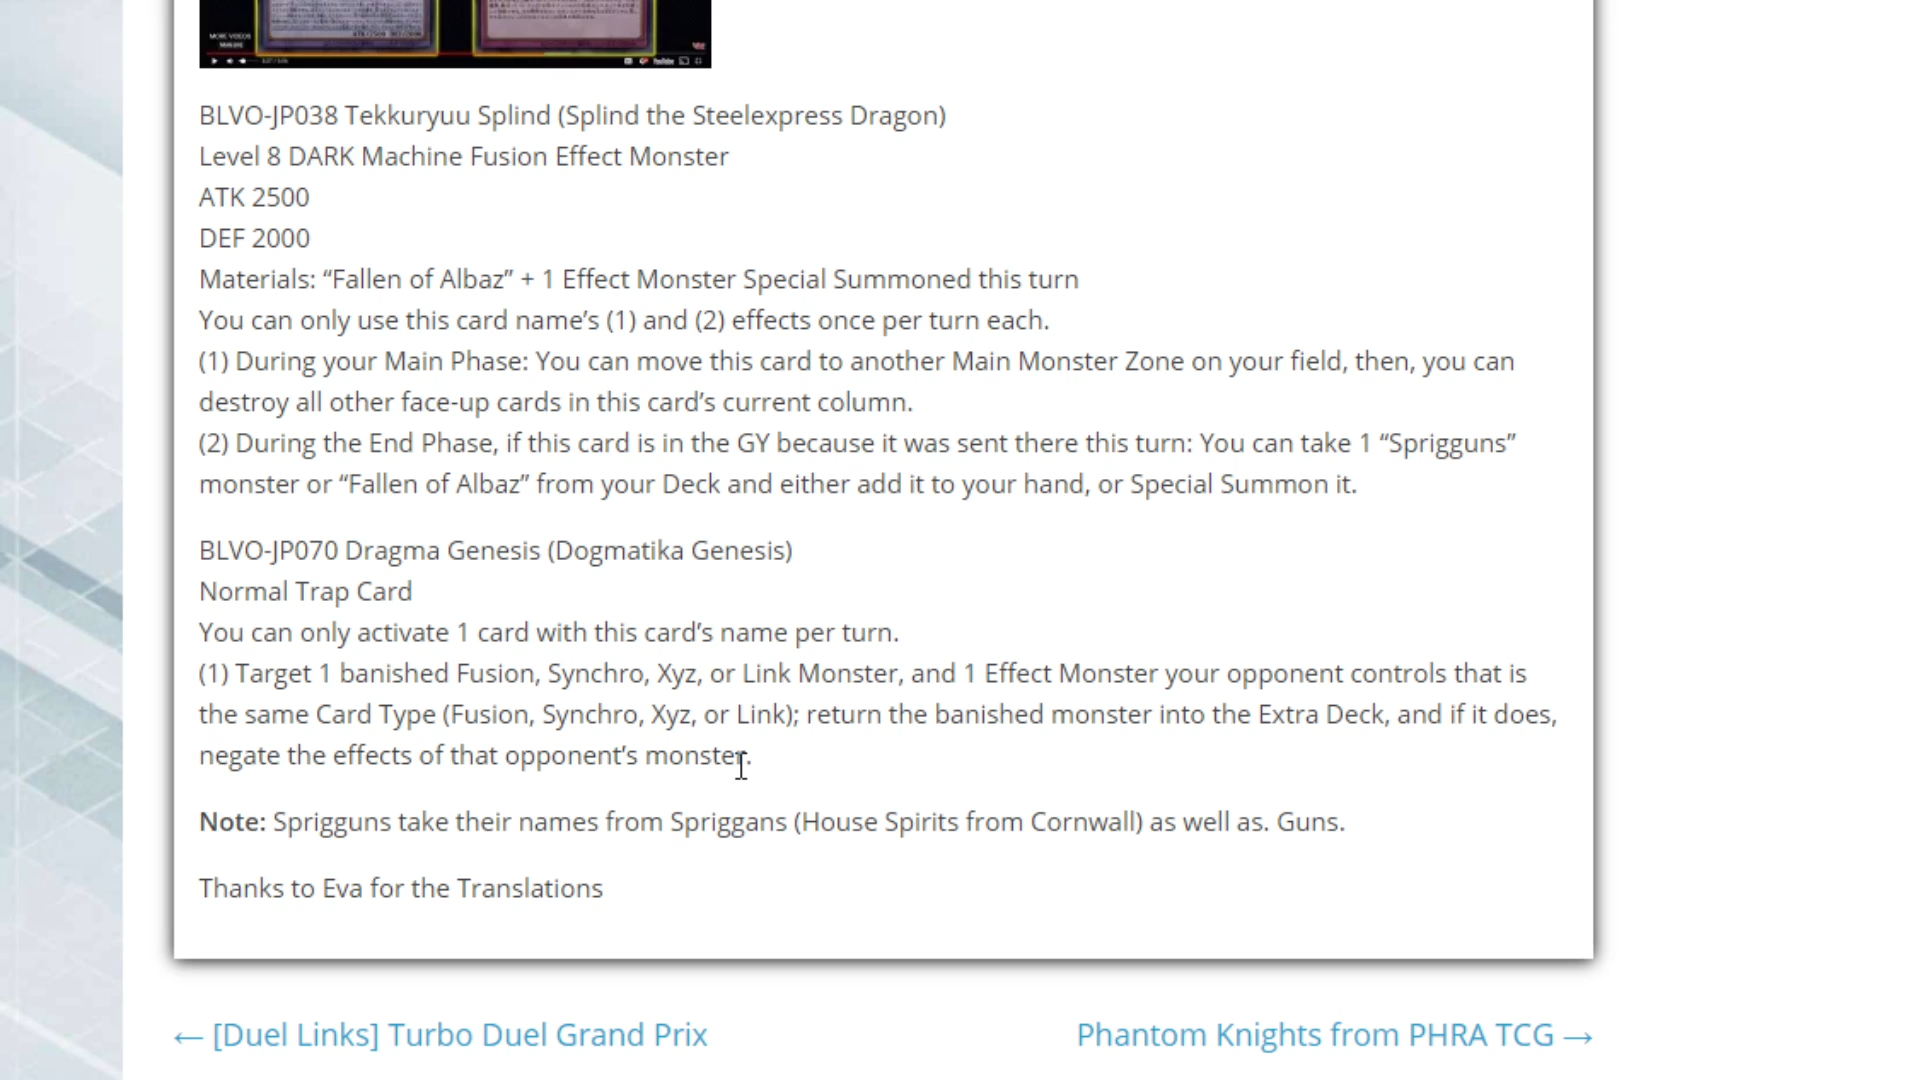 BLVO-JP038 Tekkuryuu Splind (Splind the Steelexpress Dragon)
Level 8 DARK Machine Fusion Effect Monster
ATK 2500
DEF 2000
Materials: “Fallen of Albaz” + 1 Effect Monster Special Summoned this turn
You can only use this card name’s (1) and (2) effects once per turn each.
(1) During your Main Phase: You can move this card to another Main Monster Zone on your field, then, you can
destroy all other face-up cards in this card’s current column.
(2) During the End Phase, if this card is in the GY because it was sent there this turn: You can take 1 “Sprigguns”
monster or “Fallen of Albaz” from your Deck and either add it to your hand, or Special Summon it.
BLVO-JP070 Dragma Genesis (Dogmatika Genesis)
Normal Trap Card
You can only activate 1 card with this card’s name per turn.
(1) Target 1 banished Fusion, Synchro, Xyz, or Link Monster, and 1 Effect Monster your opponent controls that is
the same Card Type (Fusion, Synchro, Xyz, or Link); return the banished monster into the Extra Deck, and if it does,
negate the effects of that opponent’s monster.
Note: Sprigguns take their names from Spriggans (House Spirits from Cornwall) as well as. Guns.
Thanks to Eva for the Translations
← [Duel Links] Turbo Duel Grand Prix
Phantom Knights from PHRA TCG →